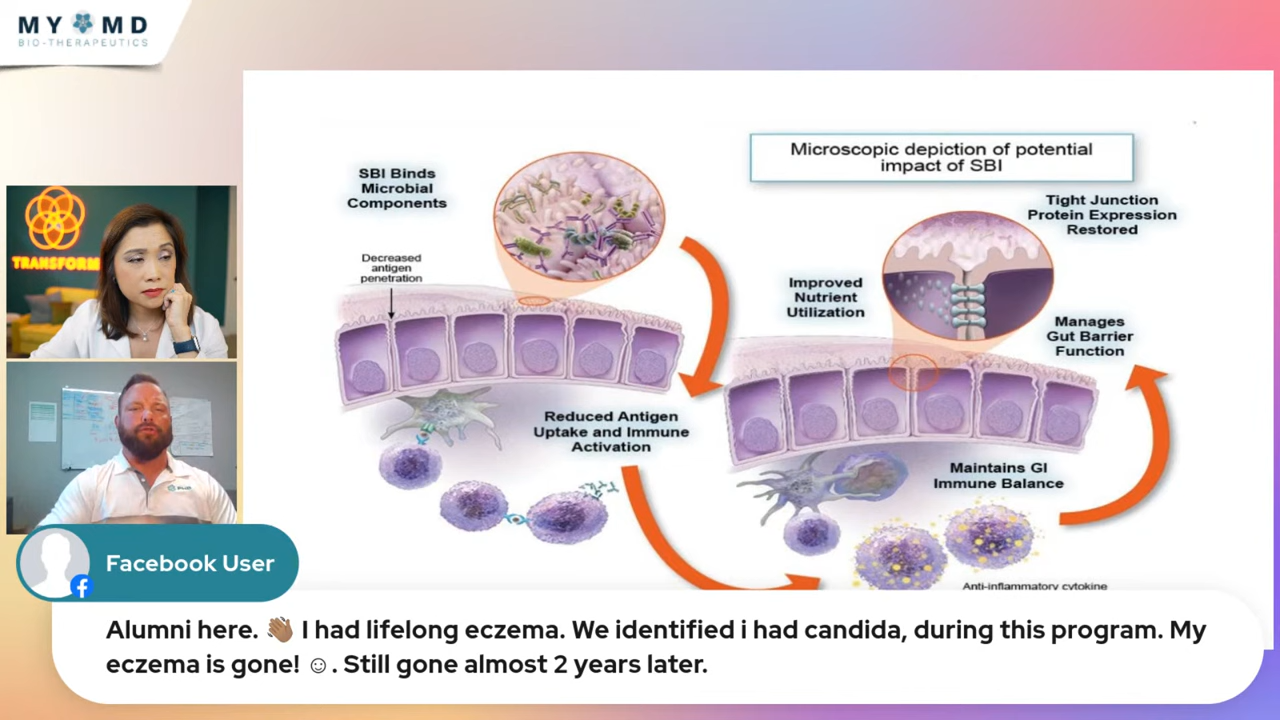 MY MD
BIO-THERAPEUTICS
TRANSFORM
Microscopic depiction of potential
impact of SBI
SBI Binds
Microbial
Components
Decreased
antigen
penetration
Reduced Antigen
Uptake and Immune
Activation
Tight Junction
Protein Expression
Restored
Improved
Nutrient
Utilization
Manages
Gut Barrier
Function
Maintains GI
Immune Balance
Anti-inflammatory cytokine
Facebook User
Alumni here. 👋🏽 I had lifelong eczema. We identified i had candida, during this program. My
eczema is gone! ☺. Still gone almost 2 years later.